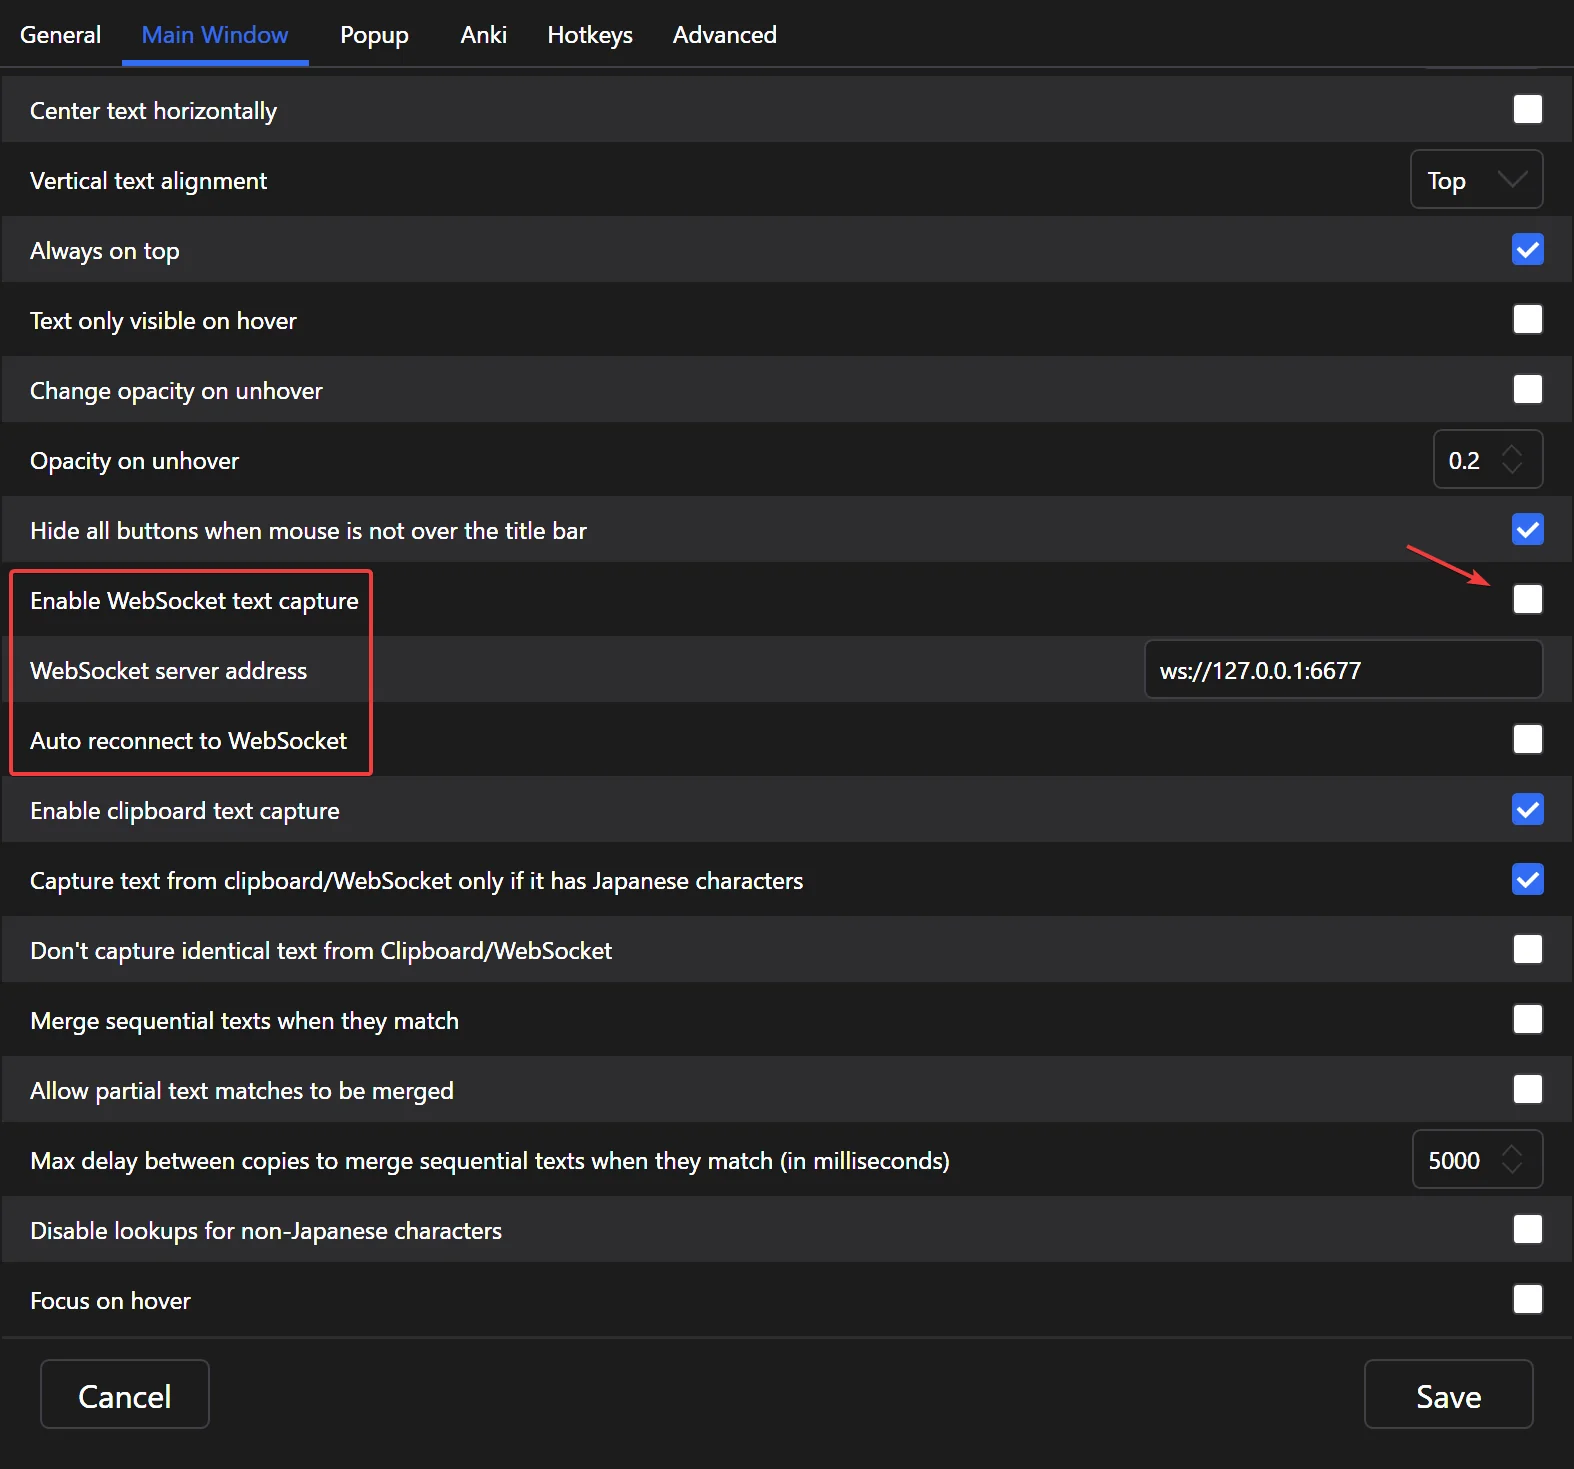 General Main Window Popup Anki Hotkeys Advanced
Center text horizontally
Vertical text alignment Top
Always on top
Text only visible on hover
Change opacity on unhover
Opacity on unhover 0.2
Hide all buttons when mouse is not over the title bar
Enable WebSocket text capture
WebSocket server address ws://127.0.0.1:6677
Auto reconnect to WebSocket
Enable clipboard text capture
Capture text from clipboard/WebSocket only if it has Japanese characters
Don't capture identical text from Clipboard/WebSocket
Merge sequential texts when they match
Allow partial text matches to be merged
Max delay between copies to merge sequential texts when they match (in milliseconds) 5000
Disable lookups for non-Japanese characters
Focus on hover
Cancel Save